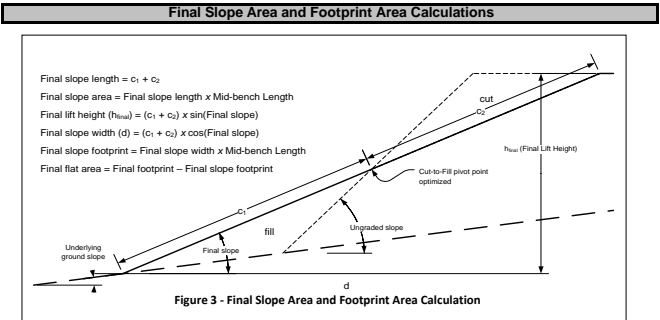 Final Slope Area and Footprint Area Calculations
Final slope length = c₁ + c₂
Final slope area = Final slope length x Mid-bench Length
Final lift height (hfinal) = (c₁ + c₂) x sin(Final slope)
Final slope width (d) = (c₁ + c₂) x cos(Final slope)
Final slope footprint = Final slope width x Mid-bench Length
Final flat area = Final footprint – Final slope footprint
cut
c₂
hfinal (Final Lift Height)
Cut-to-Fill pivot point
optimized
c₁
fill
Ungraded slope
Underlying
ground slope
Final slope
d
Figure 3 - Final Slope Area and Footprint Area Calculation